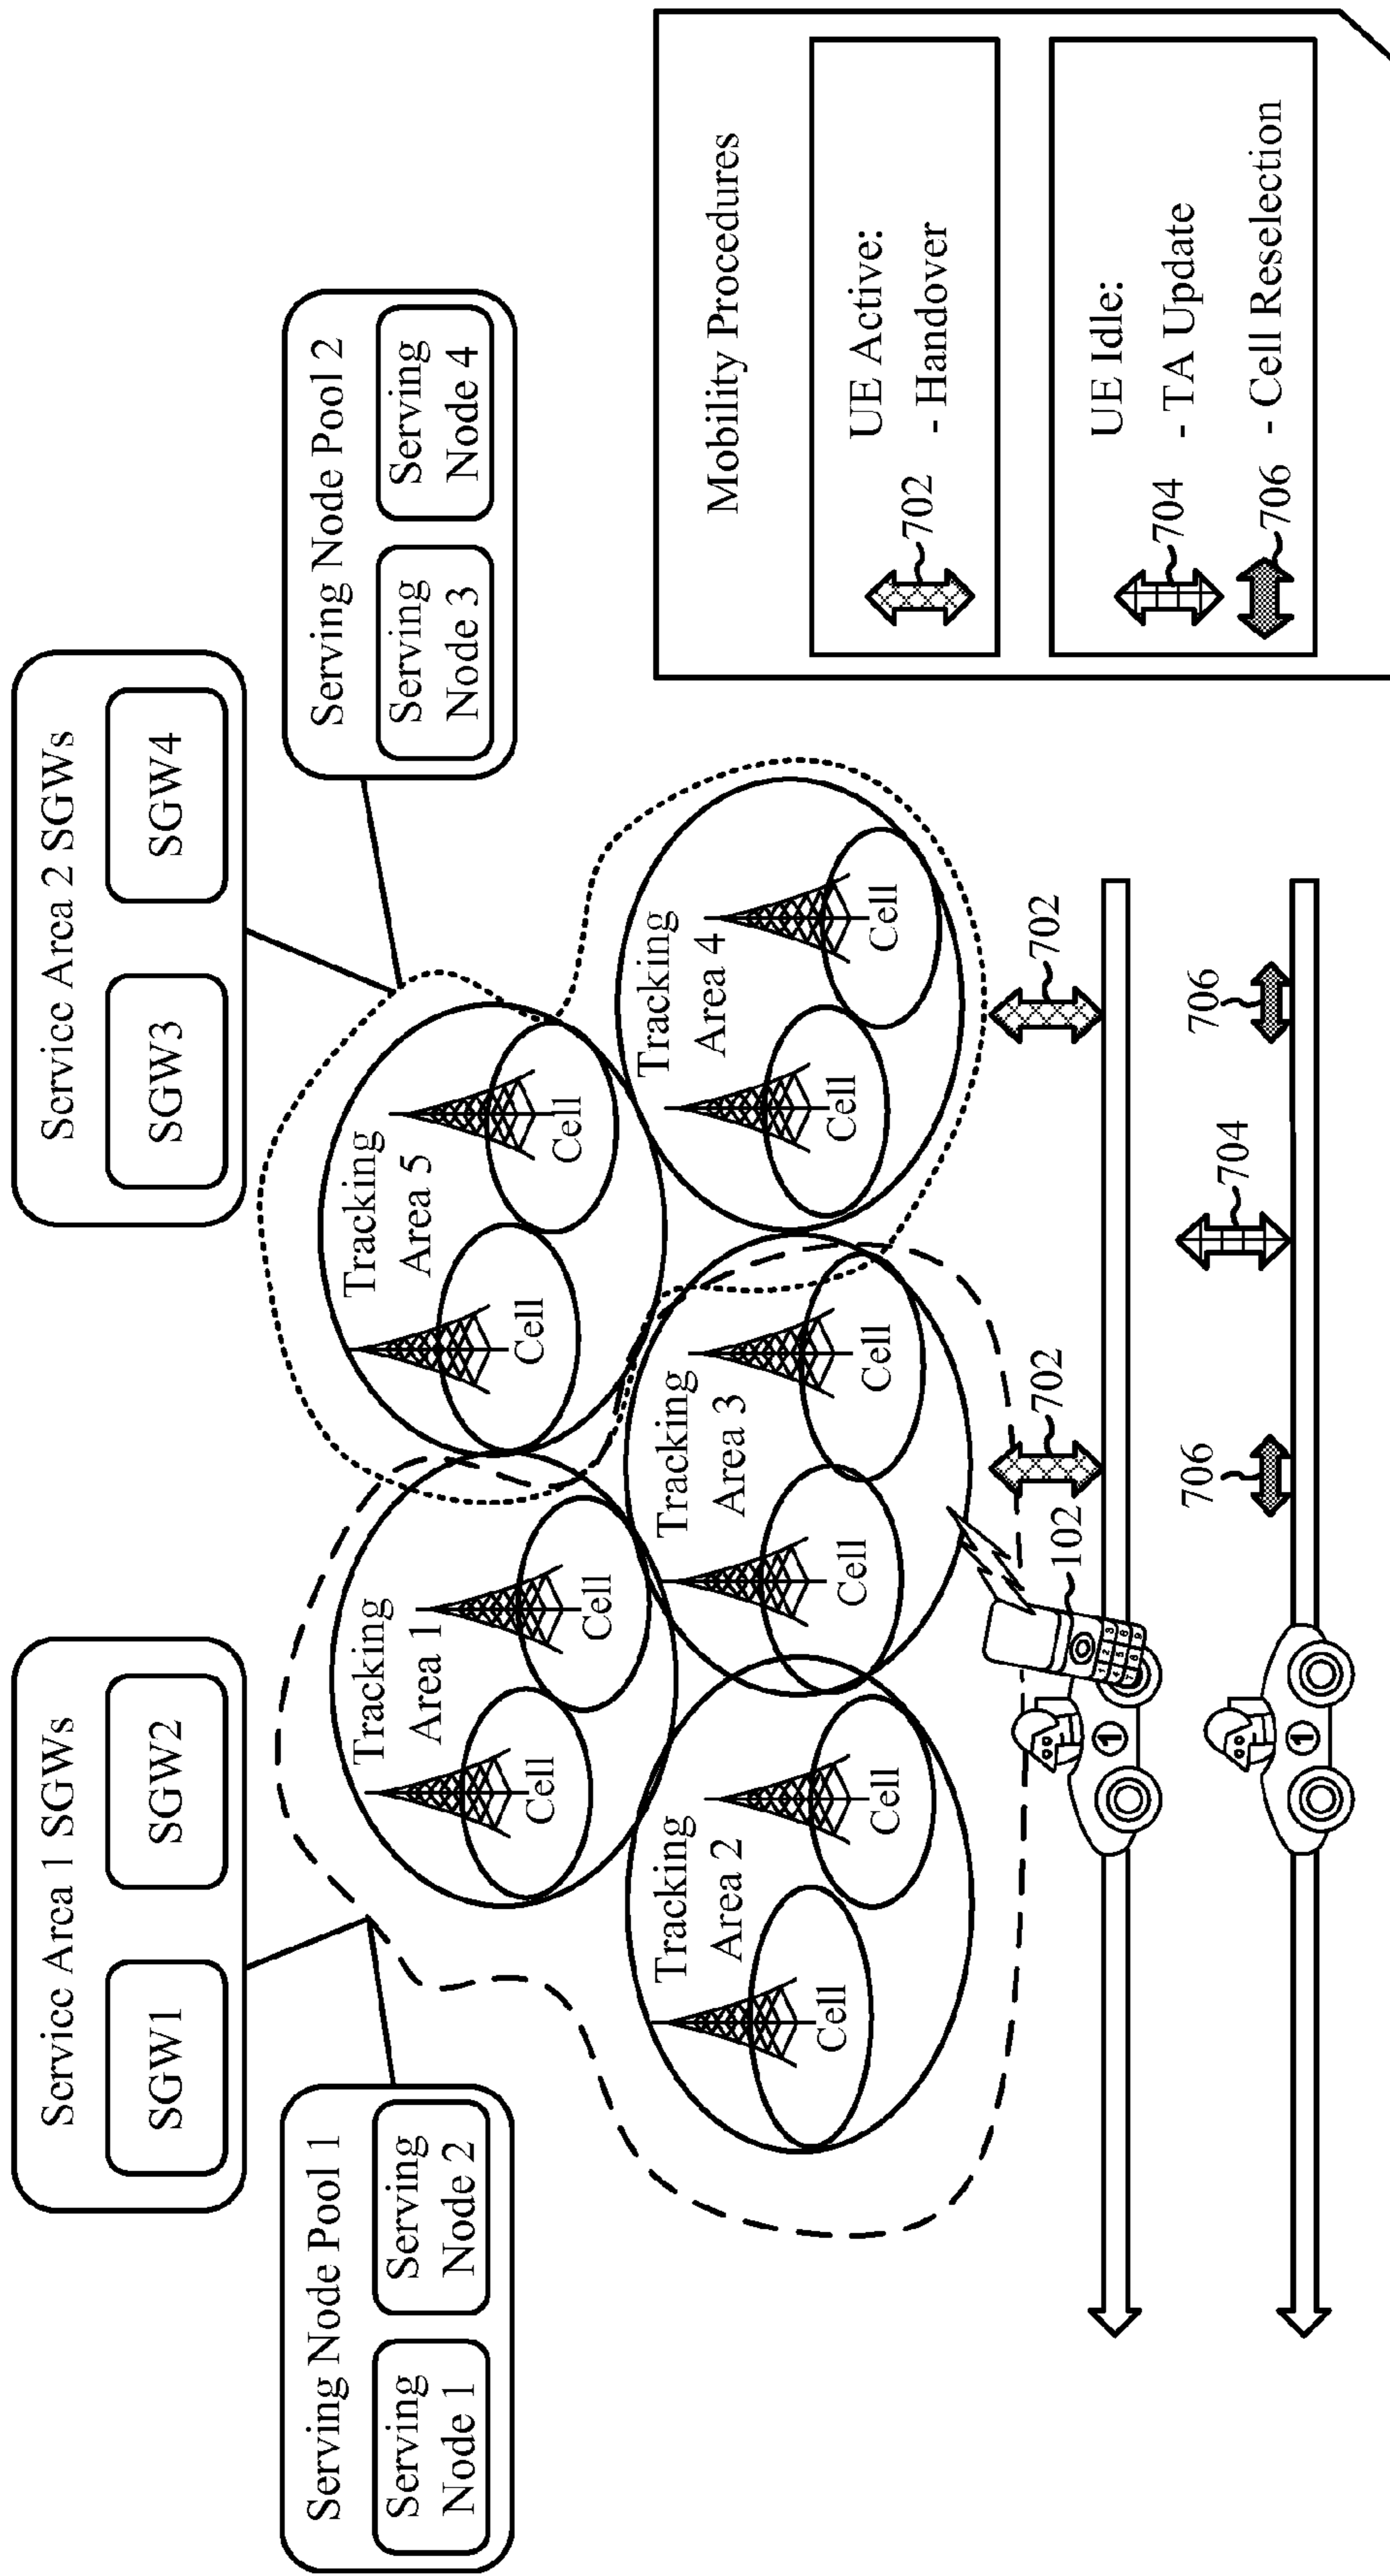 Service Area 1 SGWs
SGW1
SGW2
Service Area 2 SGWs
SGW3
SGW4
Serving Node Pool 1
Serving
Node 1
Serving
Node 2
Serving Node Pool 2
Serving
Node 3
Serving
Node 4
Tracking
Area 1
Cell
Cell
Tracking
Area 5
Cell
Cell
Tracking
Area 2
Cell
Cell
Tracking
Area 3
Cell
Cell
Tracking
Area 4
Cell
Cell
102
702
702
1
706
704
706
1
Mobility Procedures
UE Active:
702
- Handover
UE Idle:
704
- TA Update
706
- Cell Reselection